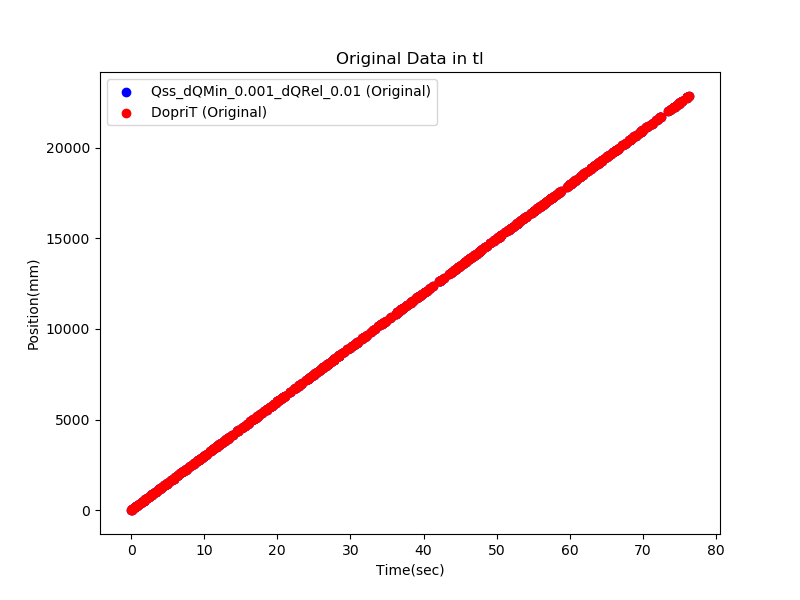 Original Data in tl
Qss_dQMin_0.001_dQRel_0.01 (Original)
DopriT (Original)
Position(mm)
20000
15000
10000
5000
0
0 10 20 30 40 50 60 70 80
Time(sec)